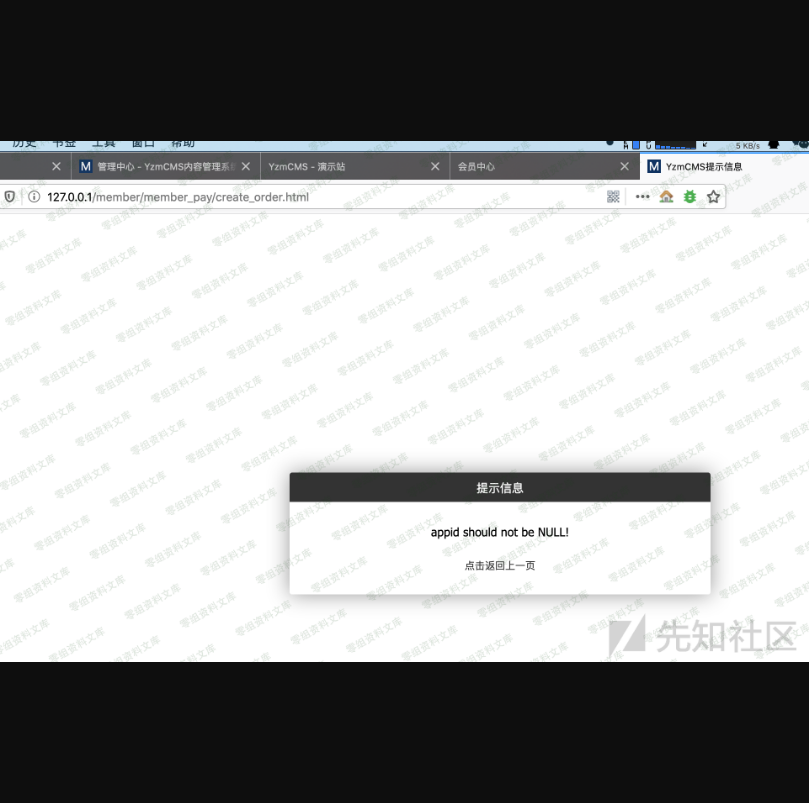 历史 书签 工具 窗口 帮助
5 KB/s
管理中心 - YzmCMS内容管理系统
YzmCMS - 演示站
会员中心
YzmCMS提示信息
127.0.0.1/member/member_pay/create_order.html
提示信息
appid should not be NULL!
点击返回上一页
先知社区
零组资料文库